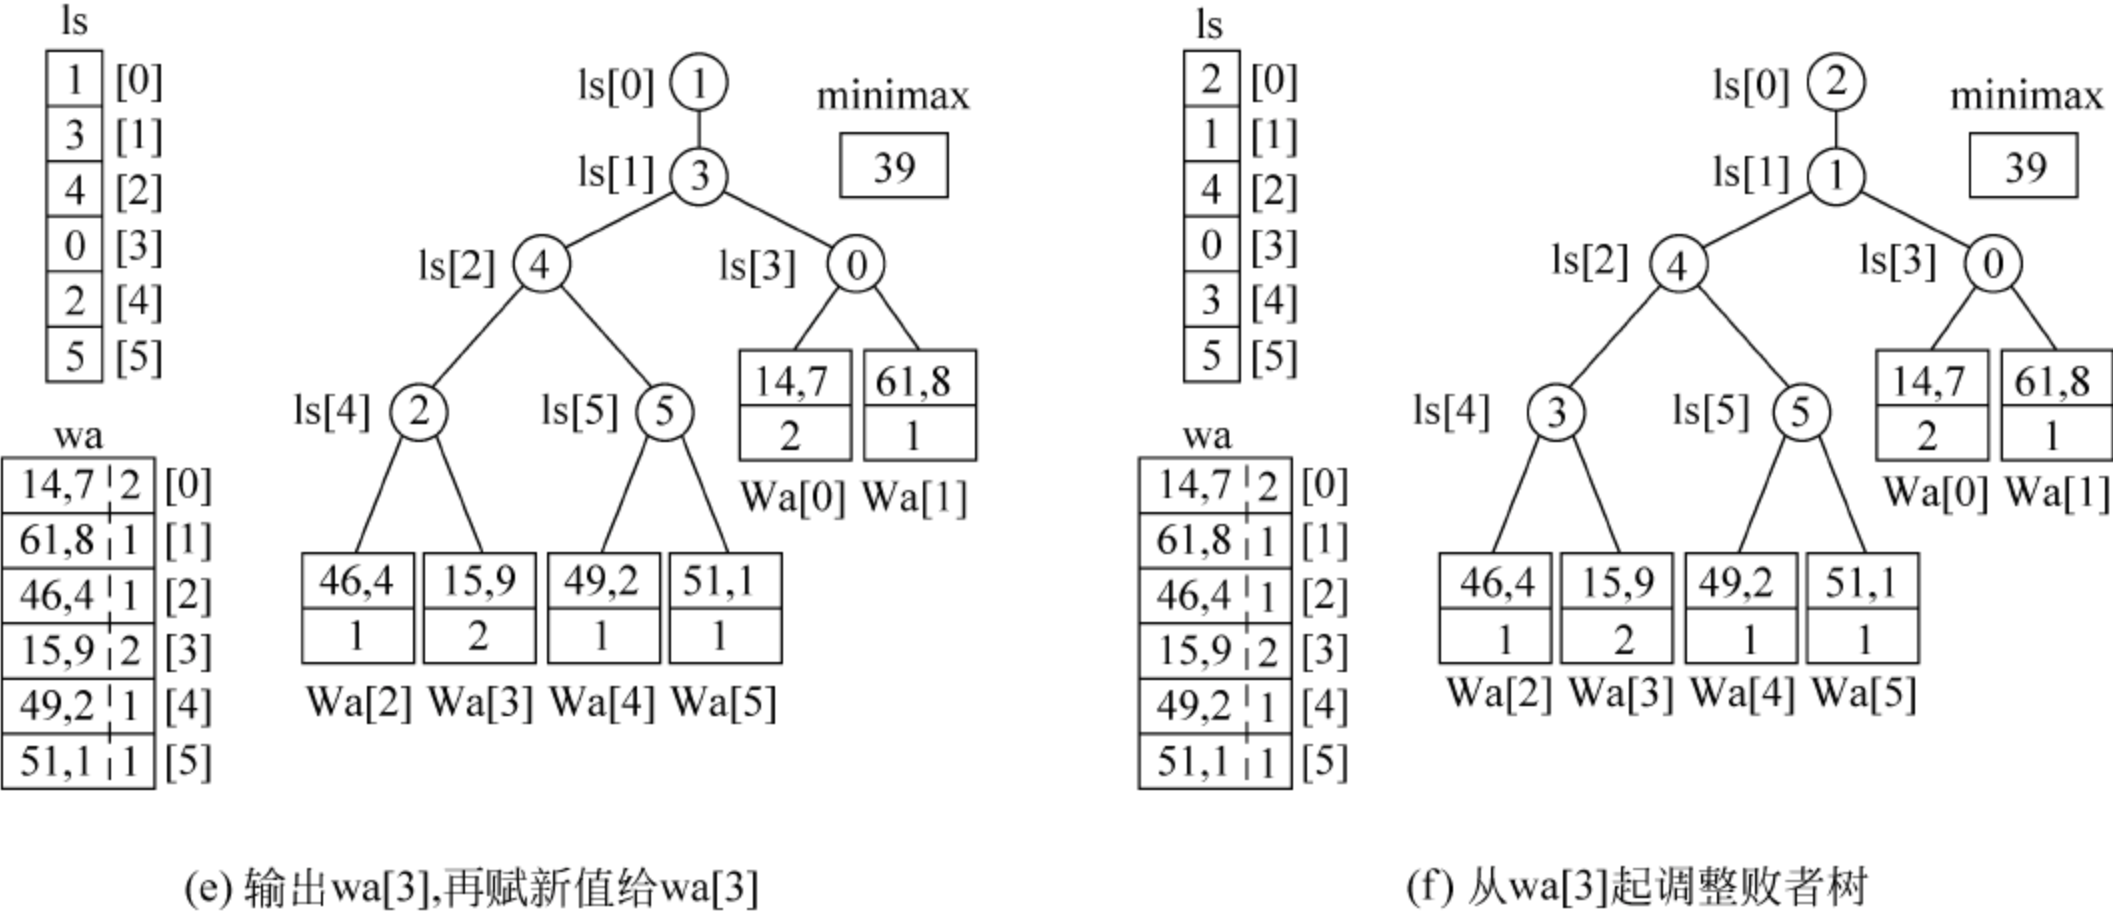 ls
1 [0]
3 [1]
4 [2]
0 [3]
2 [4]
5 [5]
wa
14,7 2 [0]
61,8 1 [1]
46,4 1 [2]
15,9 2 [3]
49,2 1 [4]
51,1 1 [5]
ls[0] 1
minimax
39
ls[1] 3
ls[2] 4
ls[3] 0
ls[4] 2
ls[5] 5
14,7 61,8
2 1
Wa[0] Wa[1]
46,4 15,9 49,2 51,1
1 2 1 1
Wa[2] Wa[3] Wa[4] Wa[5]
(e) 输出wa[3],再赋新值给wa[3]
ls
2 [0]
1 [1]
4 [2]
0 [3]
3 [4]
5 [5]
wa
14,7 2 [0]
61,8 1 [1]
46,4 1 [2]
15,9 2 [3]
49,2 1 [4]
51,1 1 [5]
ls[0] 2
minimax
39
ls[1] 1
ls[2] 4
ls[3] 0
ls[4] 3
ls[5] 5
14,7 61,8
2 1
Wa[0] Wa[1]
46,4 15,9 49,2 51,1
1 2 1 1
Wa[2] Wa[3] Wa[4] Wa[5]
(f) 从wa[3]起调整败者树